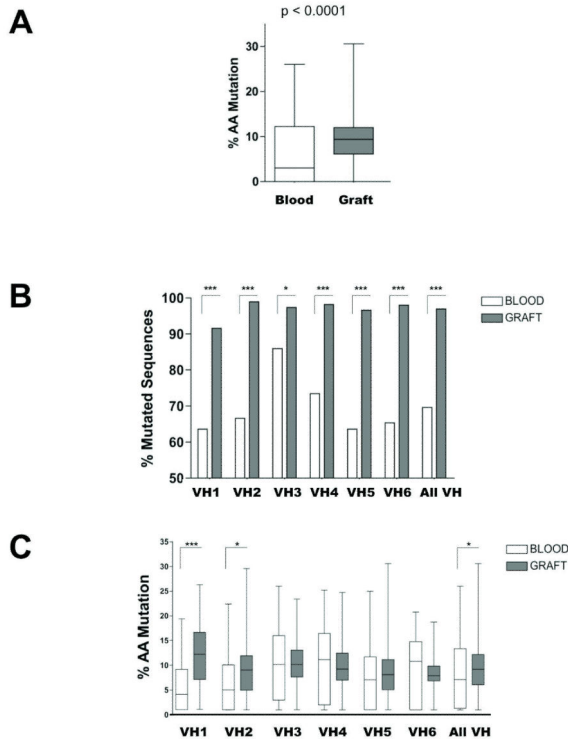 A
p < 0.0001
% AA Mutation
30
20
10
0
Blood Graft
B
*** *** * *** *** *** ***
BLOOD
GRAFT
% Mutated Sequences
100
90
80
70
60
50
VH1 VH2 VH3 VH4 VH5 VH6 All VH
C
*** * *
BLOOD
GRAFT
% AA Mutation
35
30
25
20
15
10
5
0
VH1 VH2 VH3 VH4 VH5 VH6 All VH